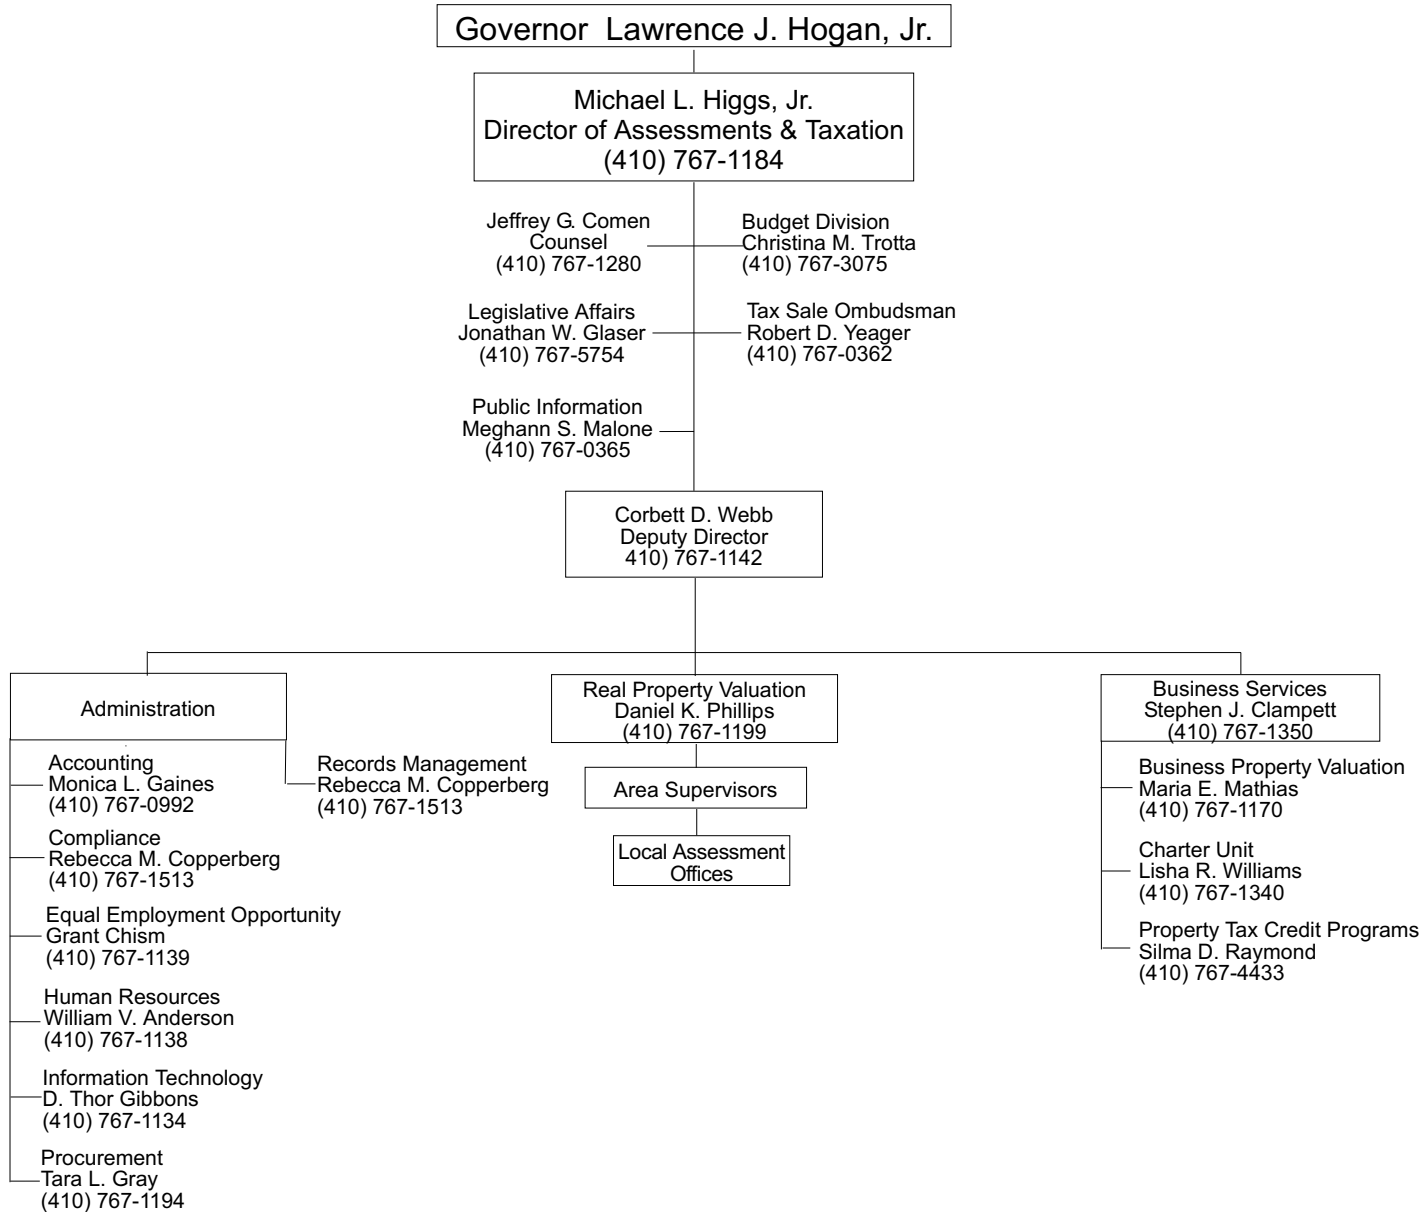 Governor Lawrence J. Hogan, Jr.
Michael L. Higgs, Jr.
Director of Assessments & Taxation
(410) 767-1184
Jeffrey G. Comen
Counsel
(410) 767-1280
Budget Division
Christina M. Trotta
(410) 767-3075
Legislative Affairs
Jonathan W. Glaser
(410) 767-5754
Tax Sale Ombudsman
Robert D. Yeager
(410) 767-0362
Public Information
Meghann S. Malone
(410) 767-0365
Corbett D. Webb
Deputy Director
410) 767-1142
Administration
Accounting
Monica L. Gaines
(410) 767-0992
Compliance
Rebecca M. Copperberg
(410) 767-1513
Equal Employment Opportunity
Grant Chism
(410) 767-1139
Human Resources
William V. Anderson
(410) 767-1138
Information Technology
D. Thor Gibbons
(410) 767-1134
Procurement
Tara L. Gray
(410) 767-1194
Records Management
Rebecca M. Copperberg
(410) 767-1513
Real Property Valuation
Daniel K. Phillips
(410) 767-1199
Area Supervisors
Local Assessment
Offices
Business Services
Stephen J. Clampett
(410) 767-1350
Business Property Valuation
Maria E. Mathias
(410) 767-1170
Charter Unit
Lisha R. Williams
(410) 767-1340
Property Tax Credit Programs
Silma D. Raymond
(410) 767-4433